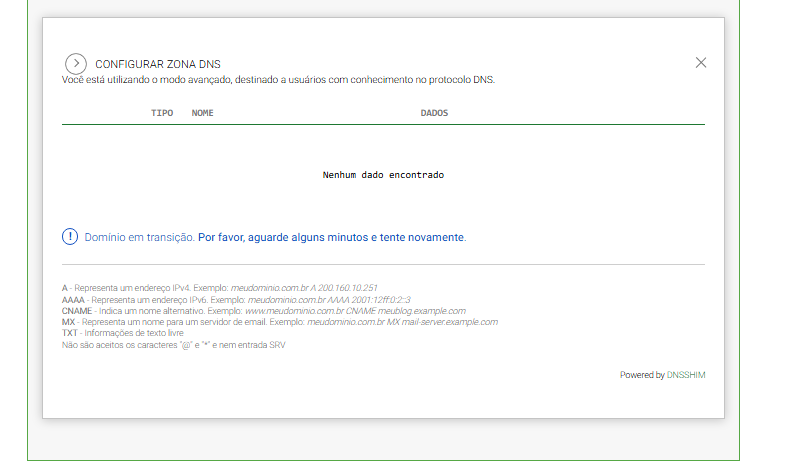 CONFIGURAR ZONA DNS
Você está utilizando o modo avançado, destinado a usuários com conhecimento no protocolo DNS.
TIPO NOME DADOS
Nenhum dado encontrado
Domínio em transição. Por favor, aguarde alguns minutos e tente novamente.
A - Representa um endereço IPv4. Exemplo: meudominio.com.br A 200.160.10.251
AAAA - Representa um endereço IPv6. Exemplo: meudominio.com.br AAAA 2001:12ff:0:2::3
CNAME - Indica um nome alternativo. Exemplo: www.meudominio.com.br CNAME meublog.example.com
MX - Representa um nome para um servidor de email. Exemplo: meudominio.com.br MX mail-server.example.com
TXT - Informações de texto livre
Não são aceitos os caracteres "@" e "*" e nem entrada SRV
Powered by DNSSHIM